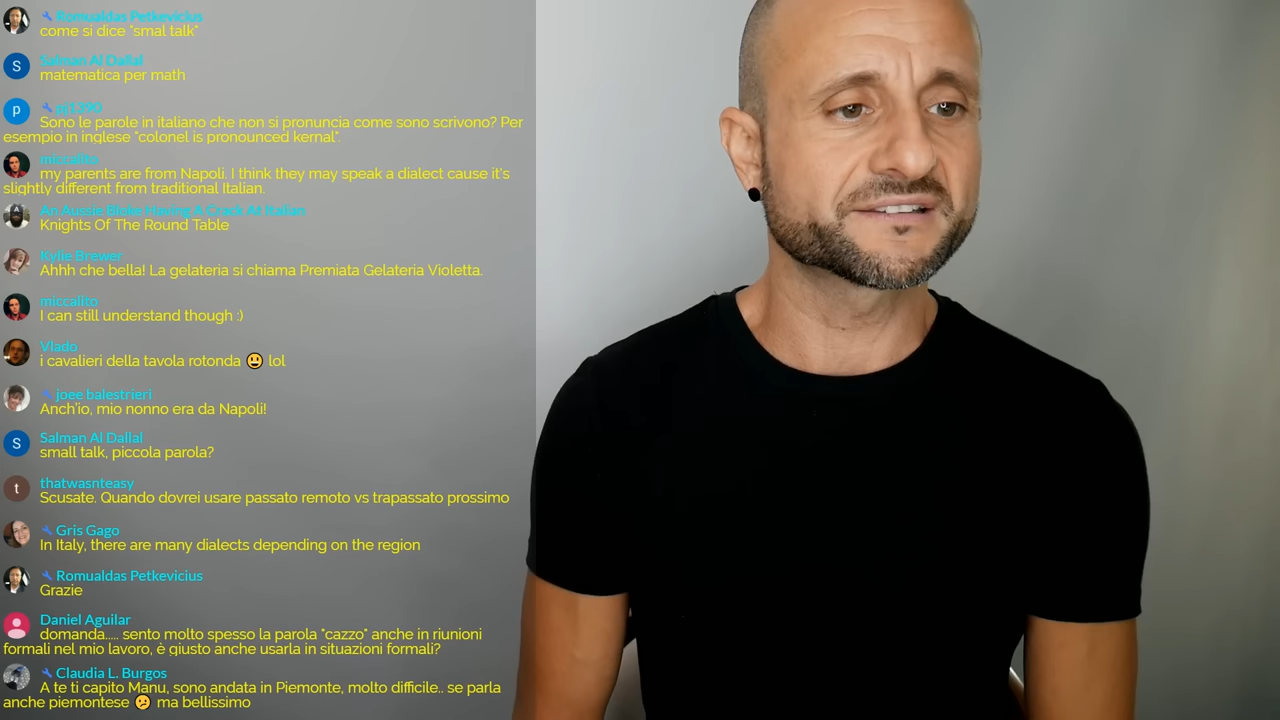 Romualdas Petkevicius
come si dice "smal talk"
S
Salman Al Dallal
matematica per math
p
pj1390
Sono le parole in italiano che non si pronuncia come sono scrivono? Per
esempio in inglese "colonel is pronounced kernal".
miccalito
my parents are from Napoli. I think they may speak a dialect cause it's
slightly different from traditional Italian.
An Aussie Bloke Having A Crack At Italian
Knights Of The Round Table
Kylie Brewer
Ahhh che bella! La gelateria si chiama Premiata Gelateria Violetta.
miccalito
I can still understand though :)
Vlado
i cavalieri della tavola rotonda 😃 lol
joee balestrieri
Anch'io, mio nonno era da Napoli!
S
Salman Al Dallal
small talk, piccola parola?
t
thatwasnteasy
Scusate. Quando dovrei usare passato remoto vs trapassato prossimo
Gris Gago
In Italy, there are many dialects depending on the region
Romualdas Petkevicius
Grazie
Daniel Aguilar
domanda..... sento molto spesso la parola "cazzo" anche in riunioni
formali nel mio lavoro, è giusto anche usarla in situazioni formali?
Claudia L. Burgos
A te ti capito Manu, sono andata in Piemonte, molto difficile.. se parla
anche piemontese 😕 ma bellissimo